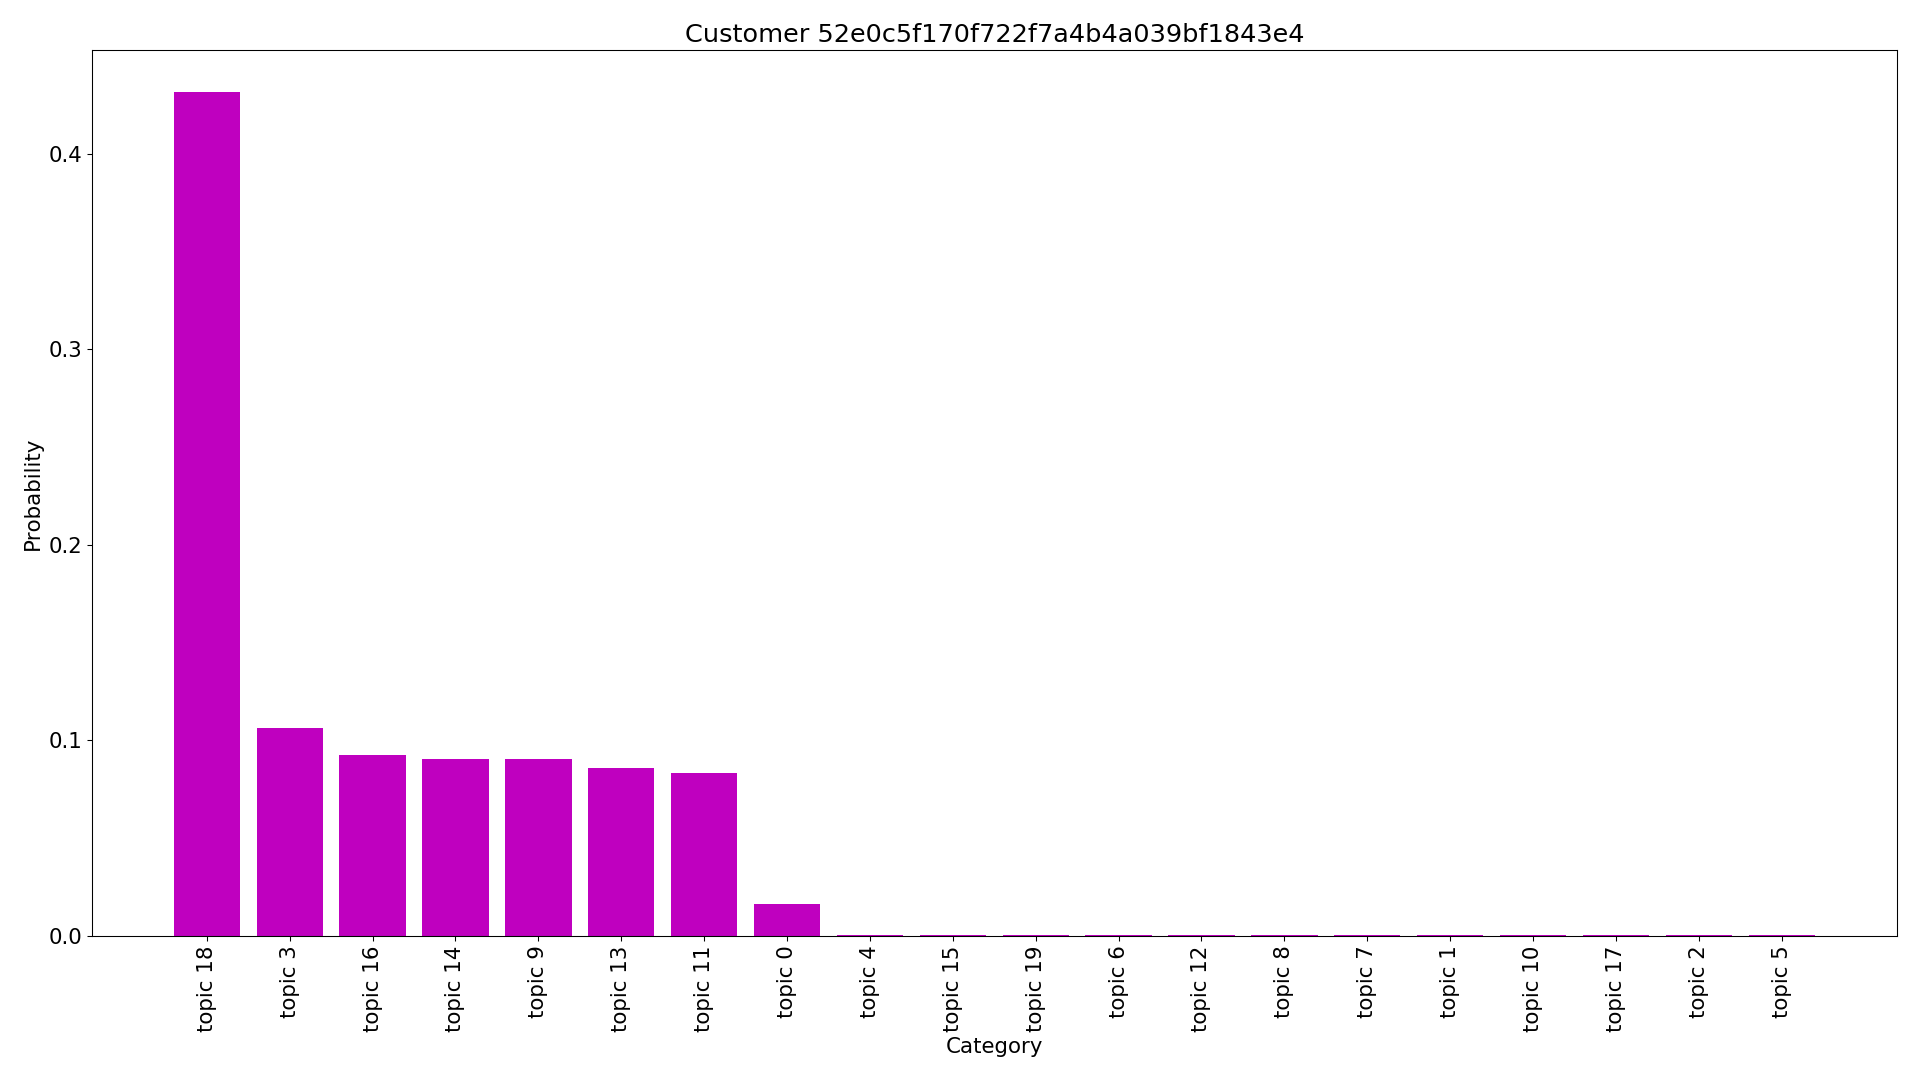 Customer 52e0c5f170f722f7a4b4a039bf1843e4
Probability
0.4
0.3
0.2
0.1
0.0
topic 18
topic 3
topic 16
topic 14
topic 9
topic 13
topic 11
topic 0
topic 4
topic 15
topic 19
topic 6
topic 12
topic 8
topic 7
topic 1
topic 10
topic 17
topic 2
topic 5
Category